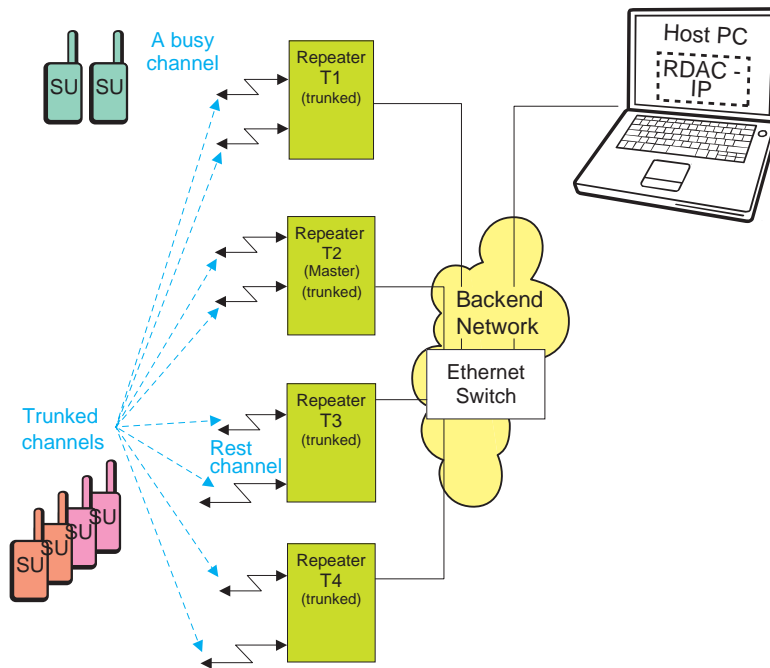 A busy
channel
SU
SU
Repeater
T1
(trunked)
Host PC
RDAC -
IP
Repeater
T2
(Master)
(trunked)
Backend
Network
Ethernet
Switch
Repeater
T3
(trunked)
Trunked
channels
Rest
channel
SU
SU
SU
SU
Repeater
T4
(trunked)